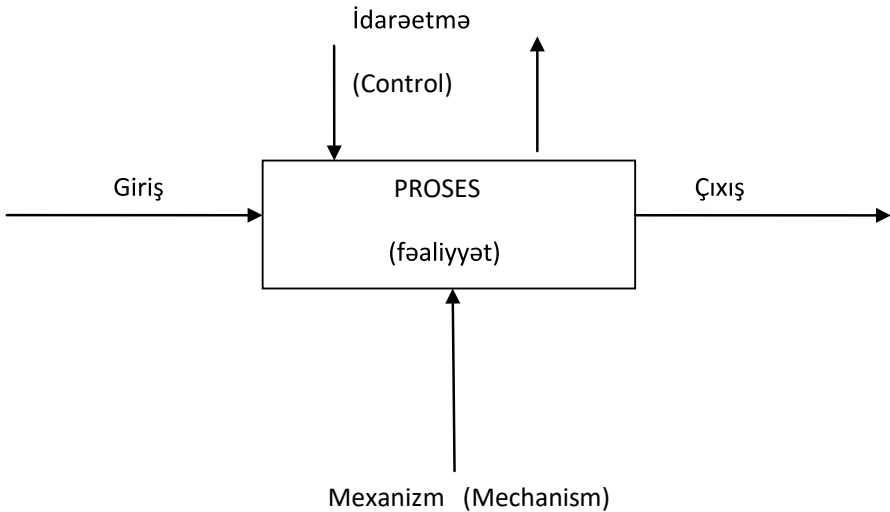 İdarəetmə
(Control)
Giriş
PROSES
(fəaliyyət)
Çıxış
Mexanizm (Mechanism)